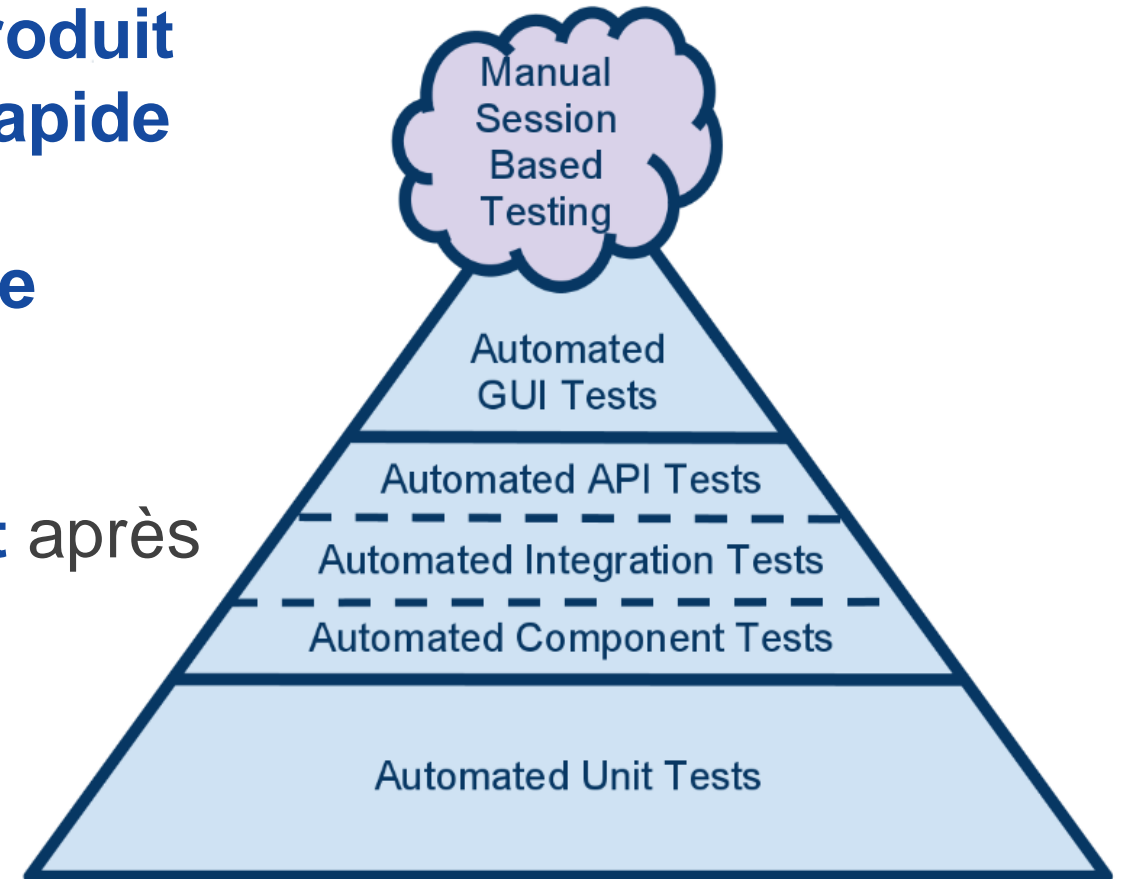 roduit
apide
e
t après
Manual
Session
Based
Testing
Automated
GUI Tests
Automated API Tests
Automated Integration Tests
Automated Component Tests
Automated Unit Tests